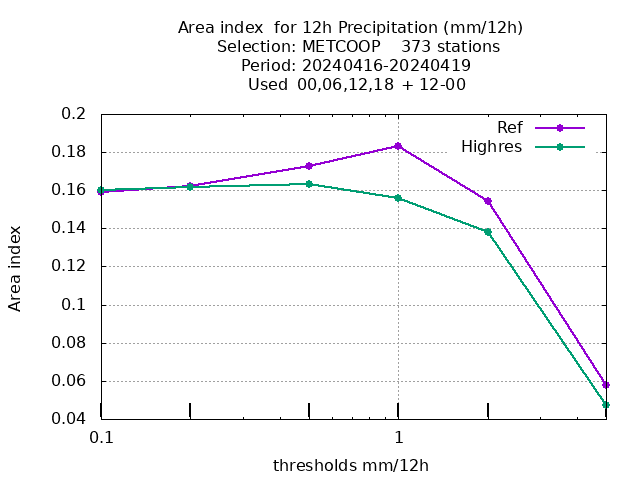 Area index  for 12h Precipitation (mm/12h)
Selection: METCOOP    373 stations
Period: 20240416-20240419
Used  00,06,12,18 + 12-00
0.2
0.18
0.16
0.14
0.12
0.1
0.08
0.06
0.04
Area index
Ref
Highres
0.1
1
thresholds mm/12h